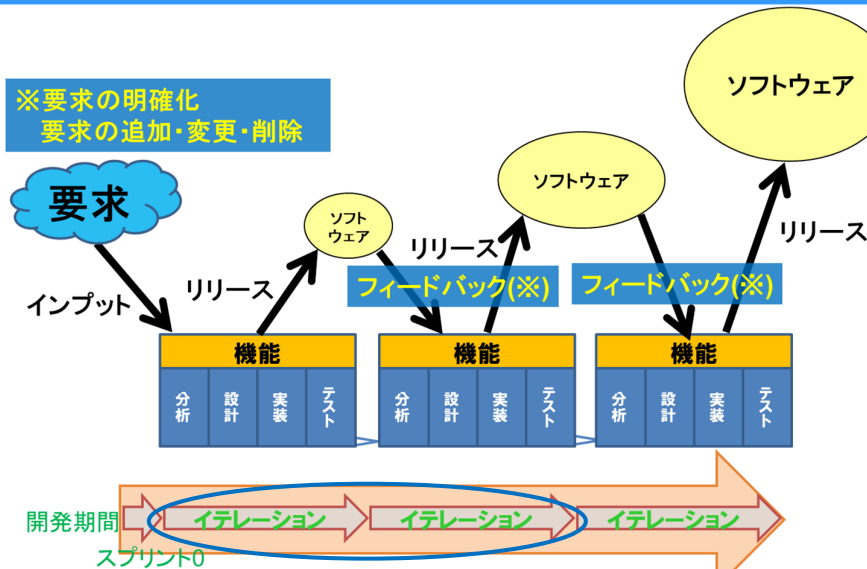 ※要求の明確化
要求の追加・変更・削除
要求
インプット
リリース
ソフト
ウェア
リリース
フィードバック(※)
ソフトウェア
フィードバック(※)
リリース
ソフトウェア
機能
分析
設計
実装
テスト
機能
分析
設計
実装
テスト
機能
分析
設計
実装
テスト
開発期間
イテレーション
イテレーション
イテレーション
スプリント0